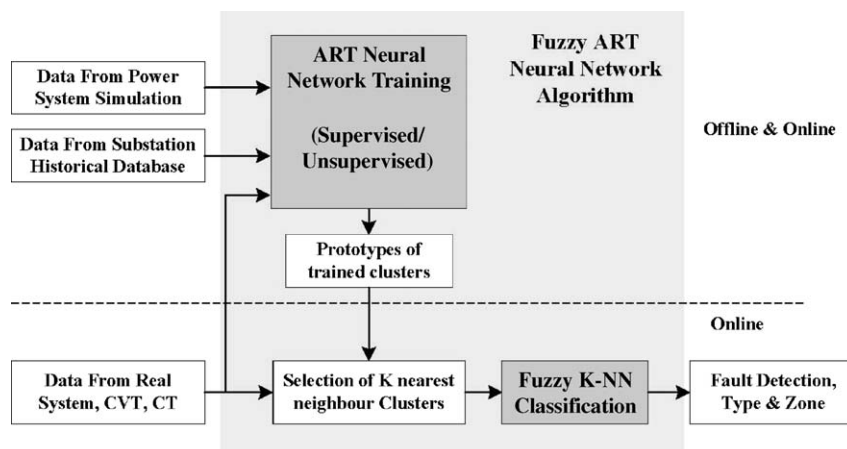 ART Neural
Network Training
(Supervised/
Unsupervised)
Fuzzy ART
Neural Network
Algorithm
Data From Power
System Simulation
Data From Substation
Historical Database
Offline & Online
Prototypes of
trained clusters
Online
Data From Real
System, CVT, CT
Selection of K nearest
neighbour Clusters
Fuzzy K-NN
Classification
Fault Detection,
Type & Zone